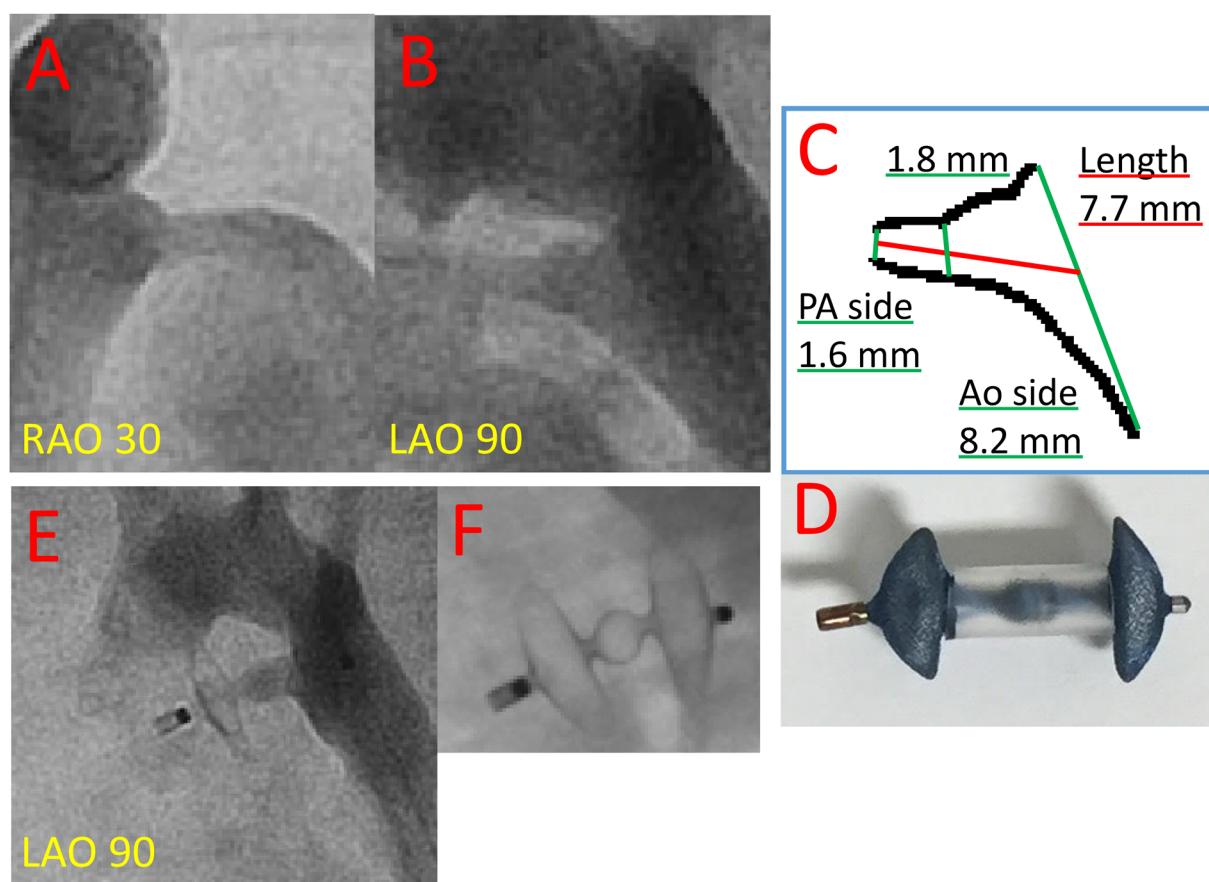 A
RAO 30
B
LAO 90
C
1.8 mm
Length
7.7 mm
PA side
1.6 mm
Ao side
8.2 mm
D
E
LAO 90
F